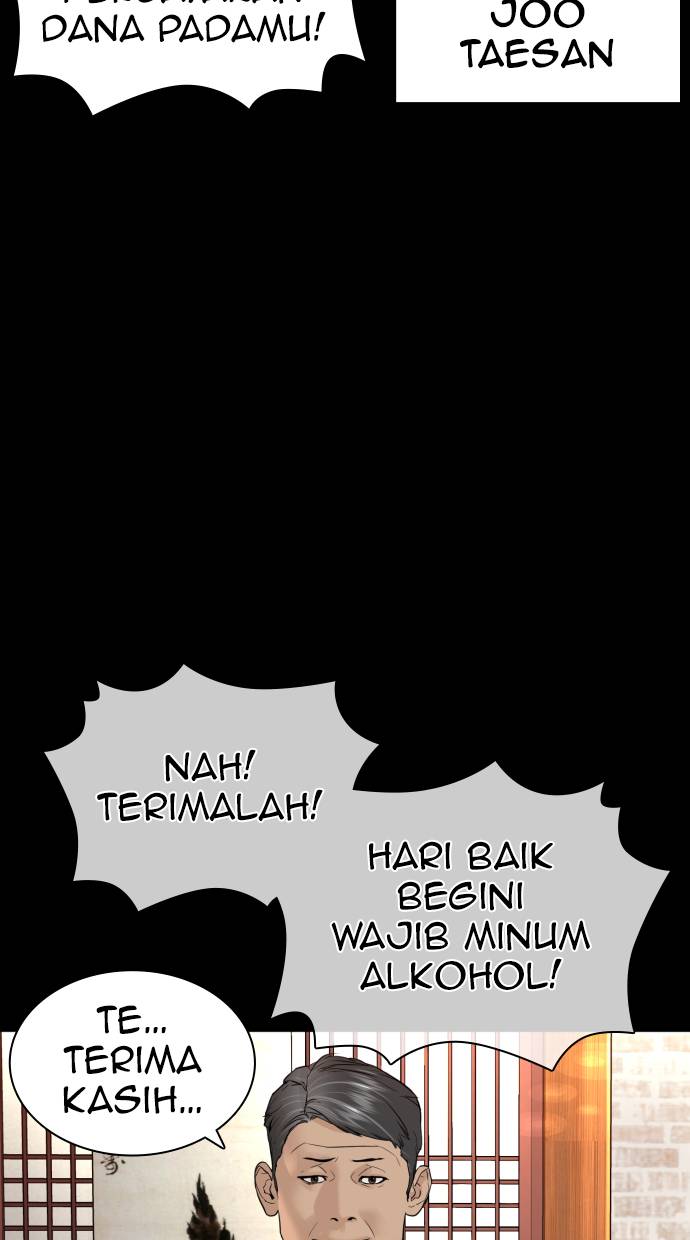 DANA PADAMU!
JOO
TAESAN
NAH!
TERIMALAH!
HARI BAIK
BEGINI
WAJIB MINUM
ALKOHOL!
TE...
TERIMA
KASIH...